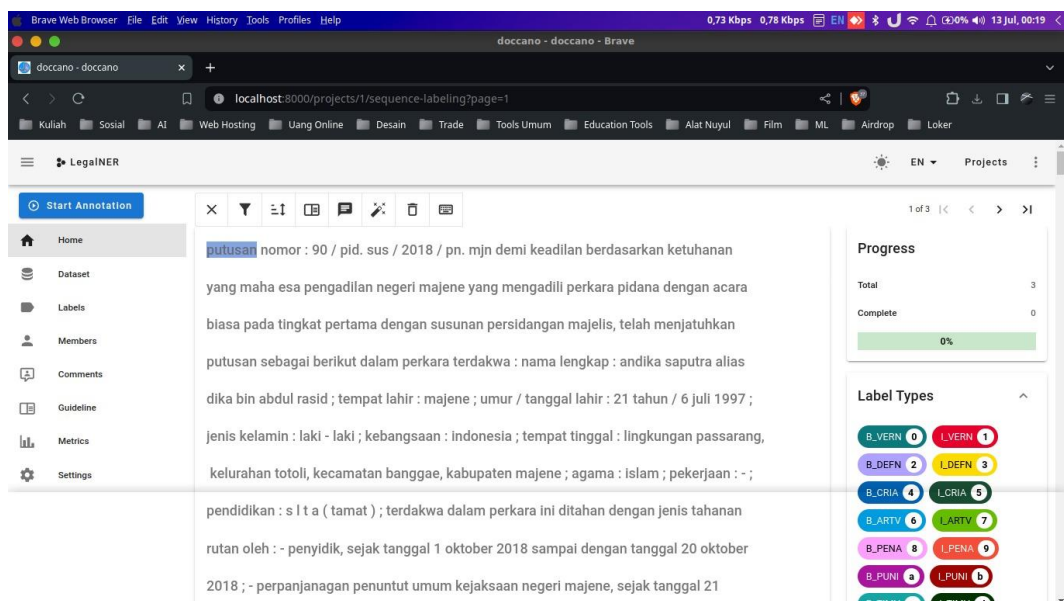 Brave Web Browser File Edit View History Tools Profiles Help 0,73 Kbps 0,78 Kbps EN 0% 13 Jul, 00:19
doccano - doccano - Brave
doccano - doccano
localhost:8000/projects/1/sequence-labeling?page=1
Kuliah Sosial AI Web Hosting Uang Online Desain Trade Tools Umum Education Tools Alat Nuyul Film ML Airdrop Loker
LegalNER EN Projects
Start Annotation 1 of 3
Home
Dataset
Labels
Members
Comments
Guideline
Metrics
Settings
putusan nomor : 90 / pid. sus / 2018 / pn. mjn demi keadilan berdasarkan ketuhanan
yang maha esa pengadilan negeri majene yang mengadili perkara pidana dengan acara
biasa pada tingkat pertama dengan susunan persidangan majelis, telah menjatuhkan
putusan sebagai berikut dalam perkara terdakwa : nama lengkap : andika saputra alias
dika bin abdul rasid ; tempat lahir : majene ; umur / tanggal lahir : 21 tahun / 6 juli 1997 ;
jenis kelamin : laki - laki ; kebangsaan : indonesia ; tempat tinggal : lingkungan passarang,
kelurahan totoli, kecamatan banggae, kabupaten majene ; agama : islam ; pekerjaan : - ;
pendidikan : s l t a ( tamat ) ; terdakwa dalam perkara ini ditahan dengan jenis tahanan
rutan oleh : - penyidik, sejak tanggal 1 oktober 2018 sampai dengan tanggal 20 oktober
2018 ; - perpanjanagan penuntut umum kejaksaan negeri majene, sejak tanggal 21
Progress
Total 3
Complete 0
0%
Label Types
B_VERN 0 I_VERN 1
B_DEFN 2 I_DEFN 3
B_CRIA 4 I_CRIA 5
B_ARTV 6 I_ARTV 7
B_PENA 8 I_PENA 9
B_PUNI a I_PUNI b